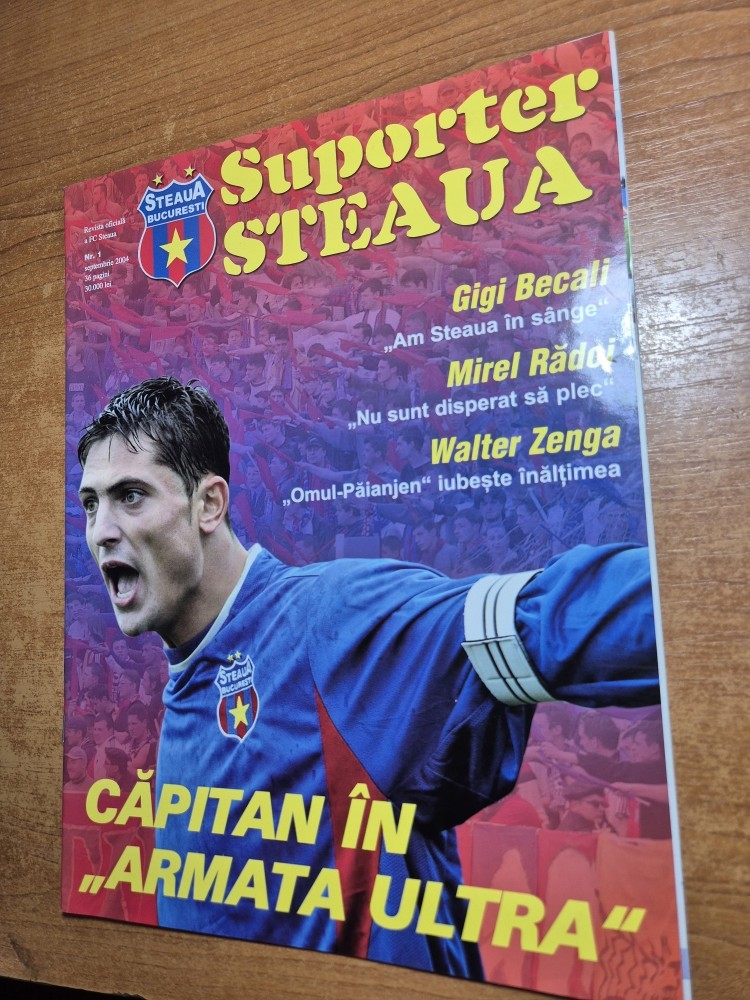 Suporter
STEAUA
STEAUA
BUCUREȘTI
Revista oficială
a FC Steaua
Nr. 1
septembrie 2004
36 pagini
30.000 lei
Gigi Becali
„Am Steaua în sânge“
Mirel Rădoi
„Nu sunt disperat să plec“
Walter Zenga
„Omul-Păianjen“ iubește înălțimea
STEAUA
BUCUREȘTI
CĂPITAN ÎN
„ARMATA ULTRA“